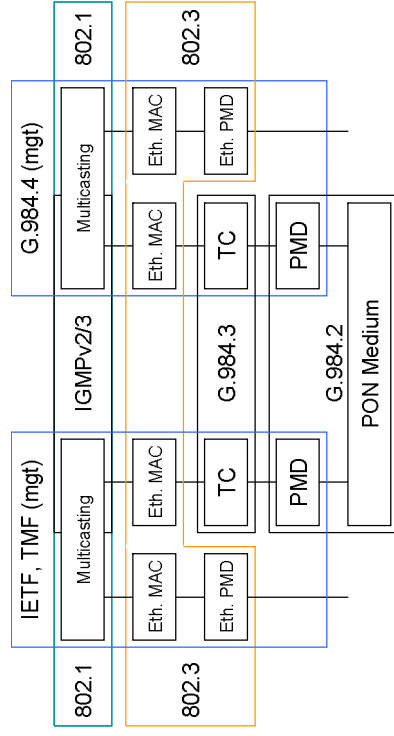 IETF, TMF (mgt)
G.984.4 (mgt)
802.1
Multicasting
IGMPv2/3
Multicasting
802.1
Eth. MAC
Eth. MAC
Eth. MAC
Eth. MAC
802.3
802.3
Eth. PMD
TC
G.984.3
TC
Eth. PMD
PMD
PMD
G.984.2
PON Medium